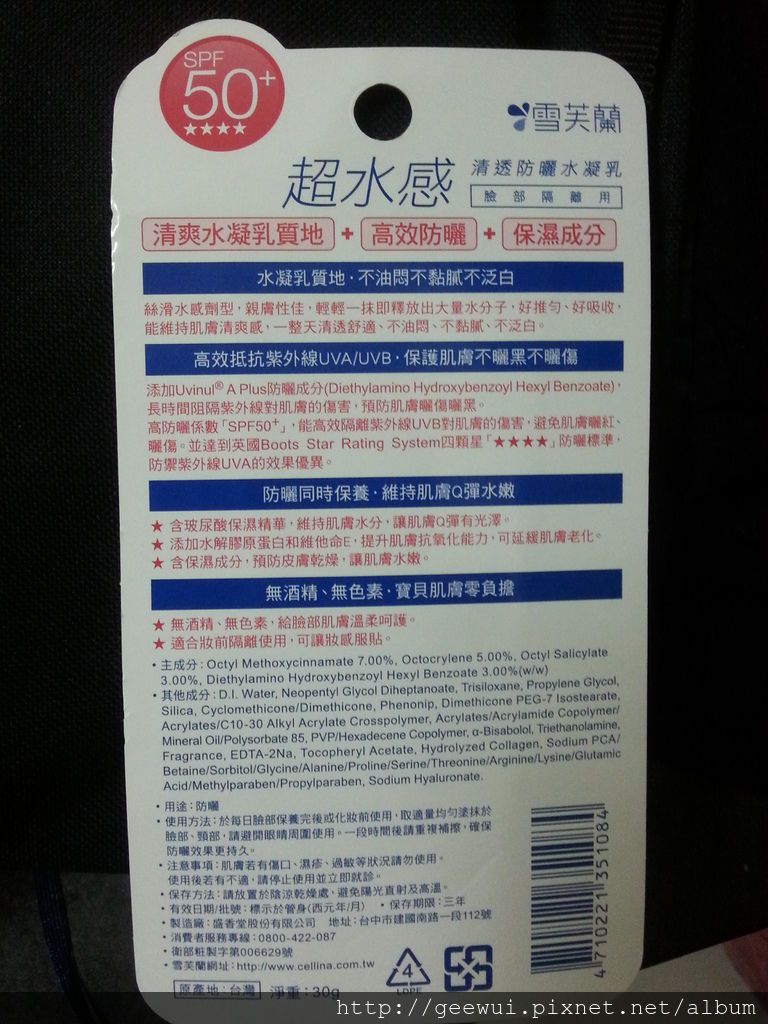 SPF
50+
★★★★
雪芙蘭
超水感
清透防曬水凝乳
臉部隔離用
清爽水凝乳質地 + 高效防曬 + 保濕成分
水凝乳質地·不油悶不黏膩不泛白
絲滑水感劑型，親膚性佳，輕輕一抹即釋放出大量水分子，好推勻、好吸收，
能維持肌膚清爽感，一整天清透舒適、不油悶、不黏膩、不泛白。
高效抵抗紫外線UVA/UVB·保護肌膚不曬黑不曬傷
添加Uvinul® A Plus防曬成分(Diethylamino Hydroxybenzoyl Hexyl Benzoate)，
長時間阻隔紫外線對肌膚的傷害，預防肌膚曬傷曬黑。
高防曬係數「SPF50+」，能高效隔離紫外線UVB對肌膚的傷害，避免肌膚曬紅、
曬傷。並達到英國Boots Star Rating System四顆星「★★★★」防曬標準，
防禦紫外線UVA的效果優異。
防曬同時保養·維持肌膚Q彈水嫩
★ 含玻尿酸保濕精華，維持肌膚水分，讓肌膚Q彈有光澤。
★ 添加水解膠原蛋白和維他命E，提升肌膚抗氧化能力，可延緩肌膚老化。
★ 含保濕成分，預防皮膚乾燥，讓肌膚水嫩。
無酒精、無色素·寶貝肌膚零負擔
★ 無酒精、無色素，給臉部肌膚溫柔呵護。
★ 適合妝前隔離使用，可讓妝感服貼。
•主成分：Octyl Methoxycinnamate 7.00%, Octocrylene 5.00%, Octyl Salicylate
3.00%, Diethylamino Hydroxybenzoyl Hexyl Benzoate 3.00%(w/w)
•其他成分：D.I. Water, Neopentyl Glycol Diheptanoate, Trisiloxane, Propylene Glycol,
Silica, Cyclomethicone/Dimethicone, Phenonip, Dimethicone PEG-7 Isostearate,
Acrylates/C10-30 Alkyl Acrylate Crosspolymer, Acrylates/Acrylamide Copolymer/
Mineral Oil/Polysorbate 85, PVP/Hexadecene Copolymer, α-Bisabolol, Triethanolamine,
Fragrance, EDTA-2Na, Tocopheryl Acetate, Hydrolyzed Collagen, Sodium PCA/
Betaine/Sorbitol/Glycine/Alanine/Proline/Serine/Threonine/Arginine/Lysine/Glutamic
Acid/Methylparaben/Propylparaben, Sodium Hyaluronate.
•用途：防曬
•使用方法：於每日臉部保養完後或化妝前使用，取適量均勻塗抹於
臉部、頸部，請避開眼睛周圍使用。一段時間後請重複補擦，確保
防曬效果更持久。
•注意事項：肌膚若有傷口、濕疹、過敏等狀況請勿使用。
使用後若有不適，請停止使用並立即就診。
•保存方法：請放置於陰涼乾燥處，避免陽光直射及高溫。
•有效日期/批號：標示於管身(西元年/月) •保存期限：三年
•製造廠：盛香堂股份有限公司 地址：台中市建國南路一段112號
•消費者服務專線：0800-422-087
•衛部粧製字第006629號
•雪芙蘭網址：http://www.cellina.com.tw
原產地：台灣 淨重：30g
4
LDPE
4 710221 351084
http://geewui.pixnet.net/album